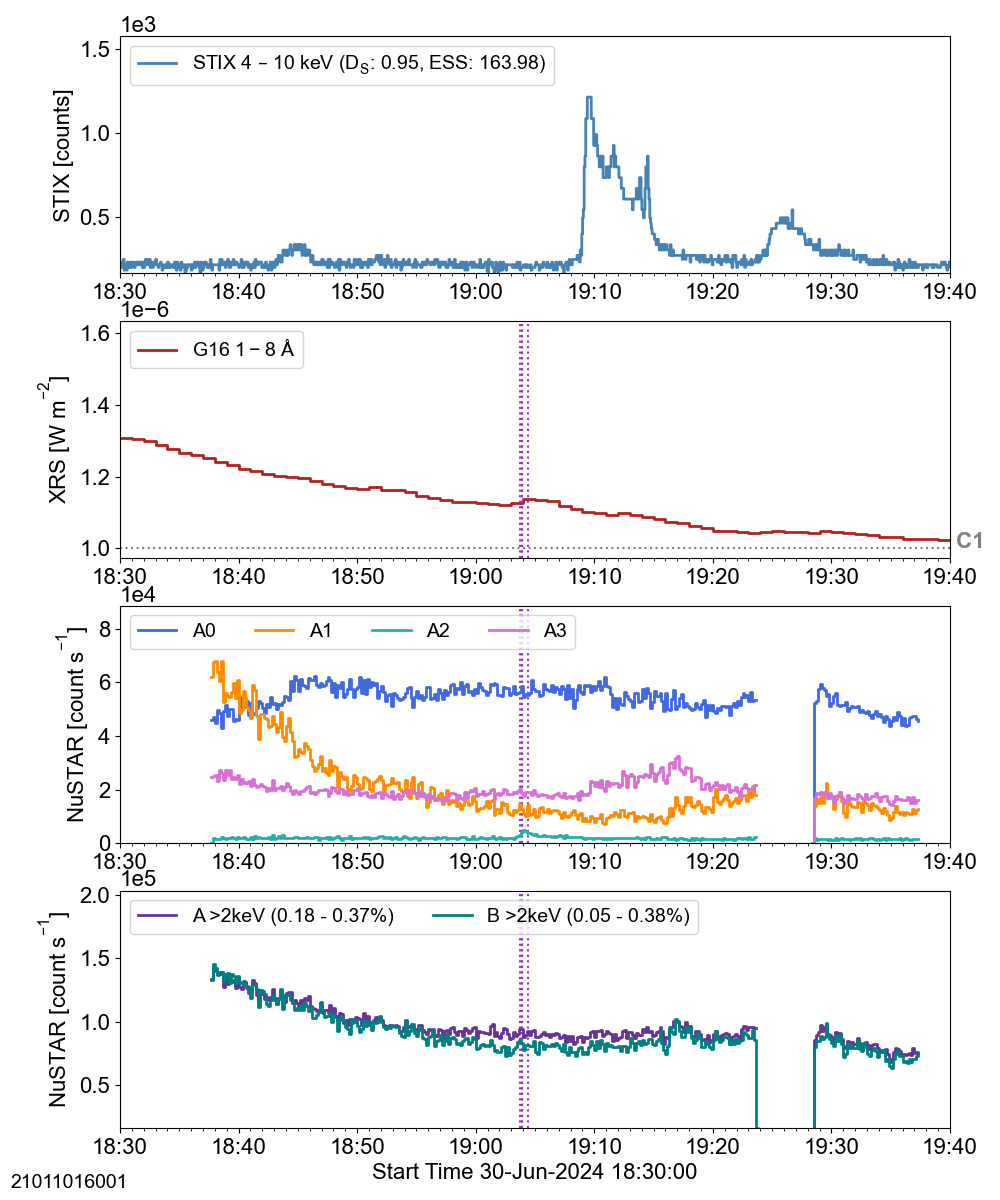 1e3
STIX 4 – 10 keV (DS: 0.95, ESS: 163.98)
STIX [counts]
1.5
1.0
0.5
18:30 18:40 18:50 19:00 19:10 19:20 19:30 19:40
1e−6
G16 1 – 8 Å
XRS [W m−2]
1.6
1.4
1.2
1.0
C1
18:30 18:40 18:50 19:00 19:10 19:20 19:30 19:40
1e4
A0 A1 A2 A3
NuSTAR [count s−1]
8
6
4
2
0
18:30 18:40 18:50 19:00 19:10 19:20 19:30 19:40
1e5
A >2keV (0.18 - 0.37%) B >2keV (0.05 - 0.38%)
NuSTAR [count s−1]
2.0
1.5
1.0
0.5
18:30 18:40 18:50 19:00 19:10 19:20 19:30 19:40
Start Time 30-Jun-2024 18:30:00
21011016001